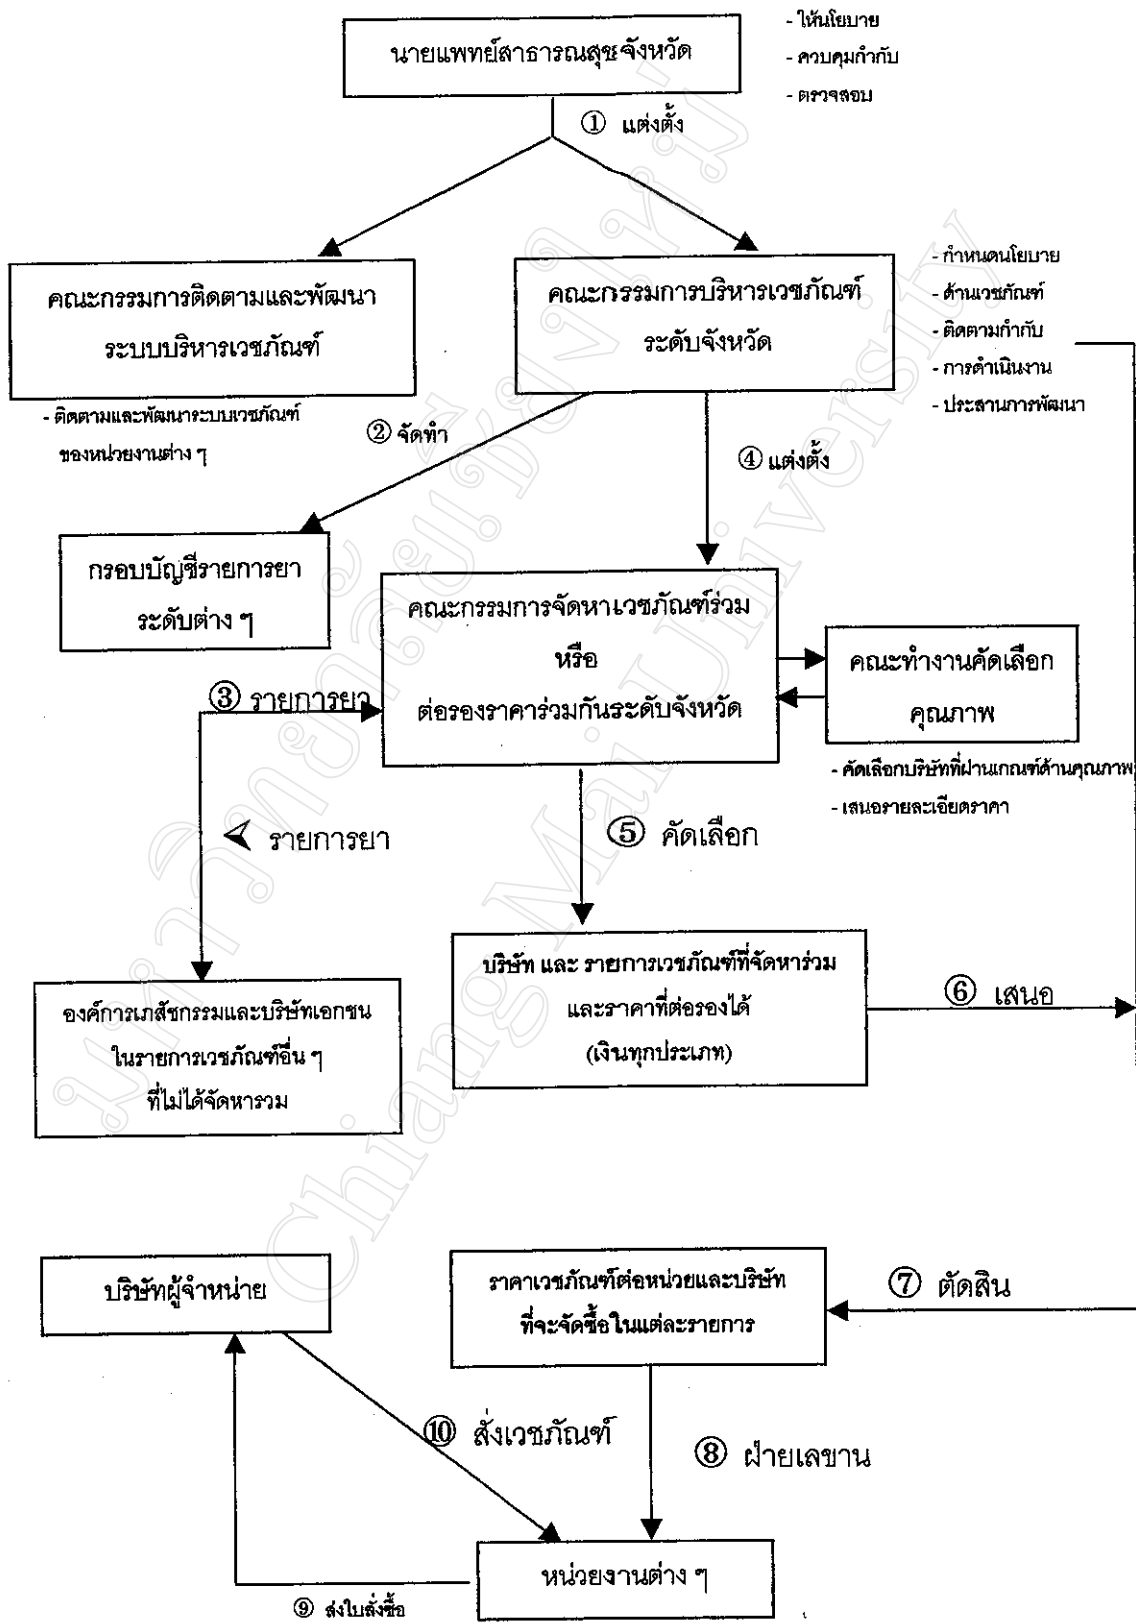 นายแพทย์สาธารณสุขจังหวัด
- ให้นโยบาย
- ควบคุมกำกับ
- ตรวจสอบ
① แต่งตั้ง
คณะกรรมการติดตามและพัฒนา
ระบบบริหารเวชภัณฑ์
คณะกรรมการบริหารเวชภัณฑ์
ระดับจังหวัด
- กำหนดนโยบาย
- ด้านเวชภัณฑ์
- ติดตามกำกับ
- การดำเนินงาน
- ประสานการพัฒนา
- ติดตามและพัฒนาระบบเวชภัณฑ์
ของหน่วยงานต่าง ๆ
② จัดทำ
④ แต่งตั้ง
กรอบบัญชีรายการยา
ระดับต่าง ๆ
คณะกรรมการจัดหาเวชภัณฑ์ร่วม
หรือ
ต่อรองราคาร่วมกันระดับจังหวัด
คณะทำงานคัดเลือก
คุณภาพ
③ รายการยา
- คัดเลือกบริษัทที่ผ่านเกณฑ์ด้านคุณภาพ
- เสนอรายละเอียดราคา
รายการยา
⑤ คัดเลือก
บริษัท และ รายการเวชภัณฑ์ที่จัดหาร่วม
และราคาที่ต่อรองได้
(เงินทุกประเภท)
⑥ เสนอ
องค์การเภสัชกรรมและบริษัทเอกชน
ในรายการเวชภัณฑ์อื่น ๆ
ที่ไม่ได้จัดหารวม
บริษัทผู้จำหน่าย
ราคาเวชภัณฑ์ต่อหน่วยและบริษัท
ที่จะจัดซื้อในแต่ละรายการ
⑦ ตัดสิน
⑩ สั่งเวชภัณฑ์
⑧ ฝ่ายเลขาน
หน่วยงานต่าง ๆ
⑨ ส่งใบสั่งซื้อ
มหาวิทยาลัยเชียงใหม่
Chiang Mai University